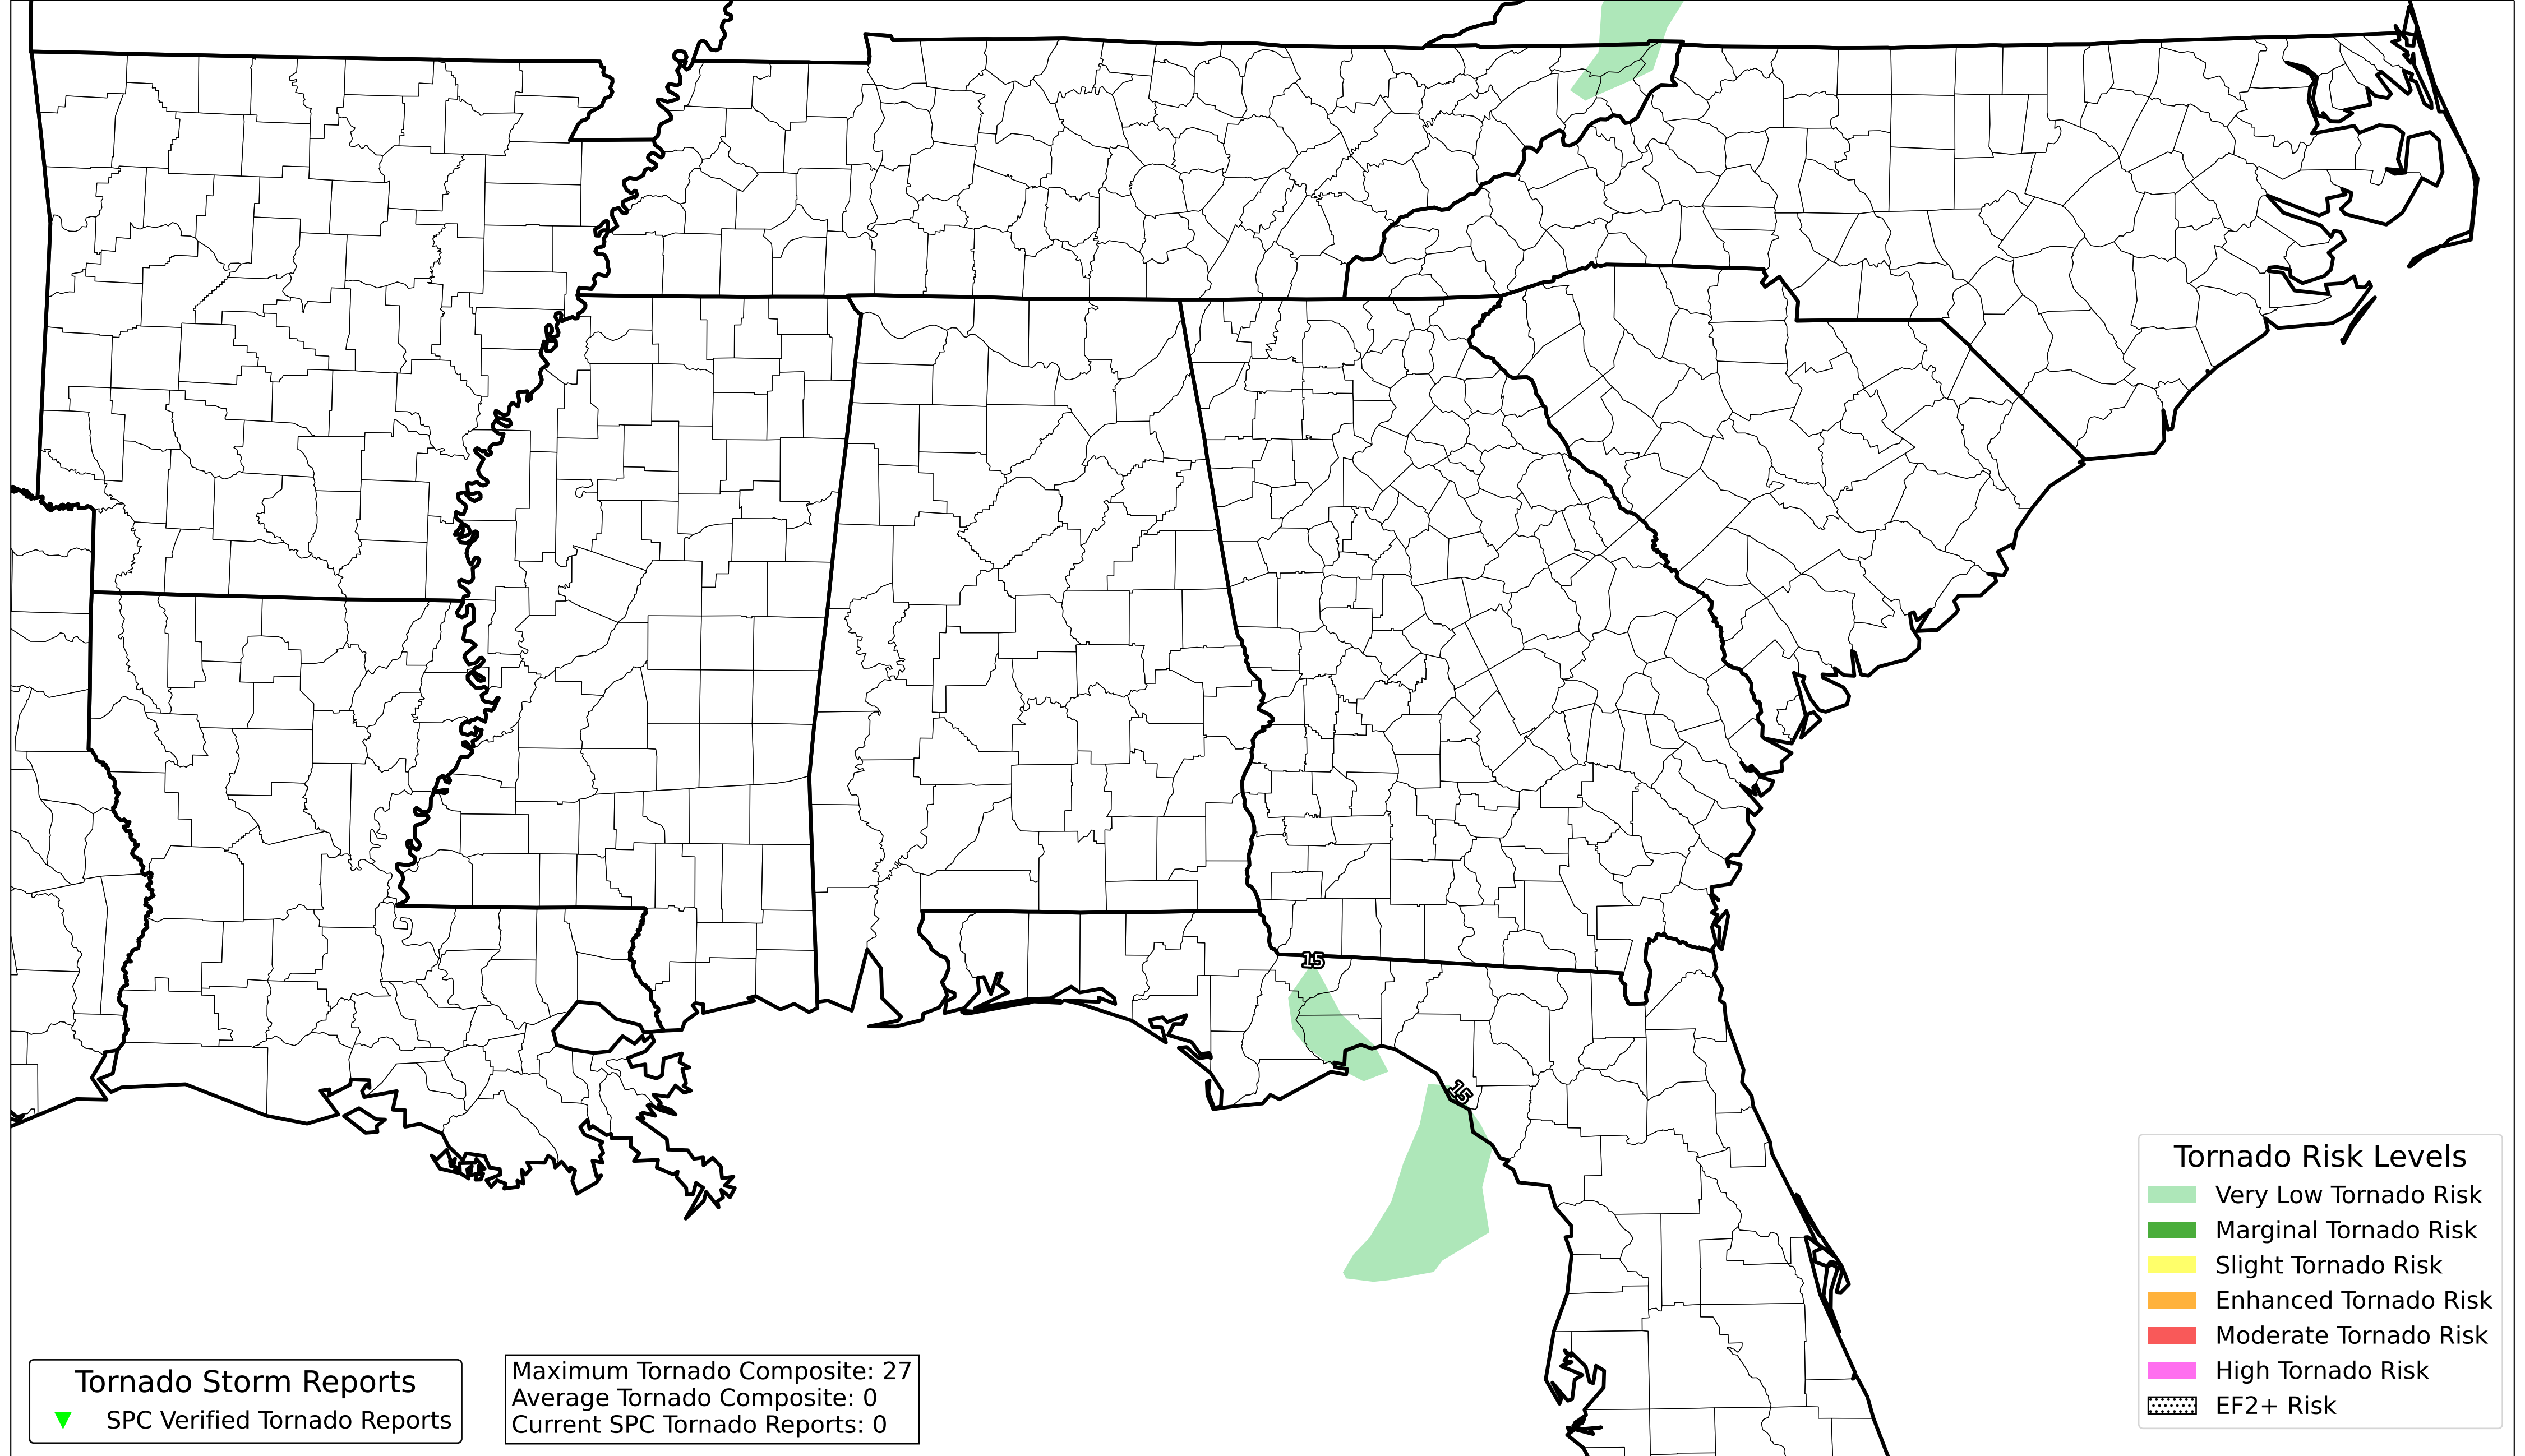 15
15
Tornado Risk Levels
Very Low Tornado Risk
Marginal Tornado Risk
Slight Tornado Risk
Enhanced Tornado Risk
Moderate Tornado Risk
High Tornado Risk
EF2+ Risk
Tornado Storm Reports
SPC Verified Tornado Reports
Maximum Tornado Composite: 27
Average Tornado Composite: 0
Current SPC Tornado Reports: 0